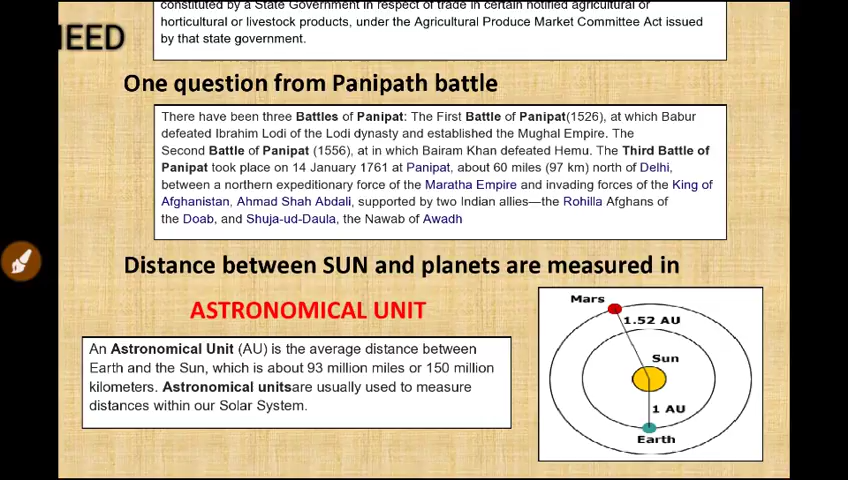 constituted by a State Government in respect of trade in certain notified agricultural or
horticultural or livestock products, under the Agricultural Produce Market Committee Act issued
by that state government.
One question from Panipath battle
There have been three Battles of Panipat: The First Battle of Panipat(1526), at which Babur
defeated Ibrahim Lodi of the Lodi dynasty and established the Mughal Empire. The
Second Battle of Panipat (1556), at in which Bairam Khan defeated Hemu. The Third Battle of
Panipat took place on 14 January 1761 at Panipat, about 60 miles (97 km) north of Delhi,
between a northern expeditionary force of the Maratha Empire and invading forces of the King of
Afghanistan, Ahmad Shah Abdali, supported by two Indian allies—the Rohilla Afghans of
the Doab, and Shuja-ud-Daula, the Nawab of Awadh
Distance between SUN and planets are measured in
ASTRONOMICAL UNIT
An Astronomical Unit (AU) is the average distance between
Earth and the Sun, which is about 93 million miles or 150 million
kilometers. Astronomical unitsare usually used to measure
distances within our Solar System.
Mars
1.52 AU
Sun
1 AU
Earth